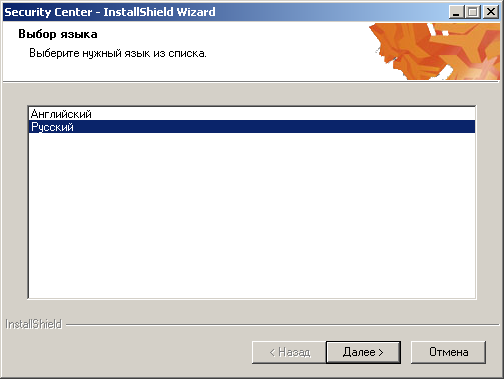 Security Center - InstallShield Wizard
Выбор языка
Выберите нужный язык из списка.
Английский
Русский
InstallShield
< Назад
Далее >
Отмена